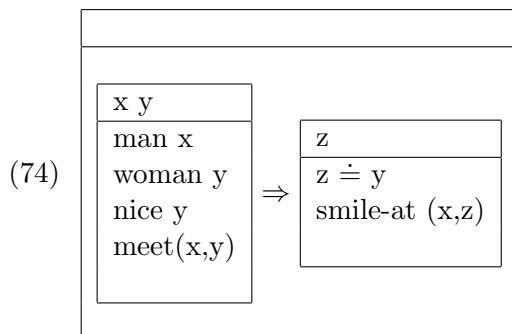 x y
man x
z
woman y
z ≐ y
(74)
⇒
nice y
smile-at (x,z)
meet(x,y)